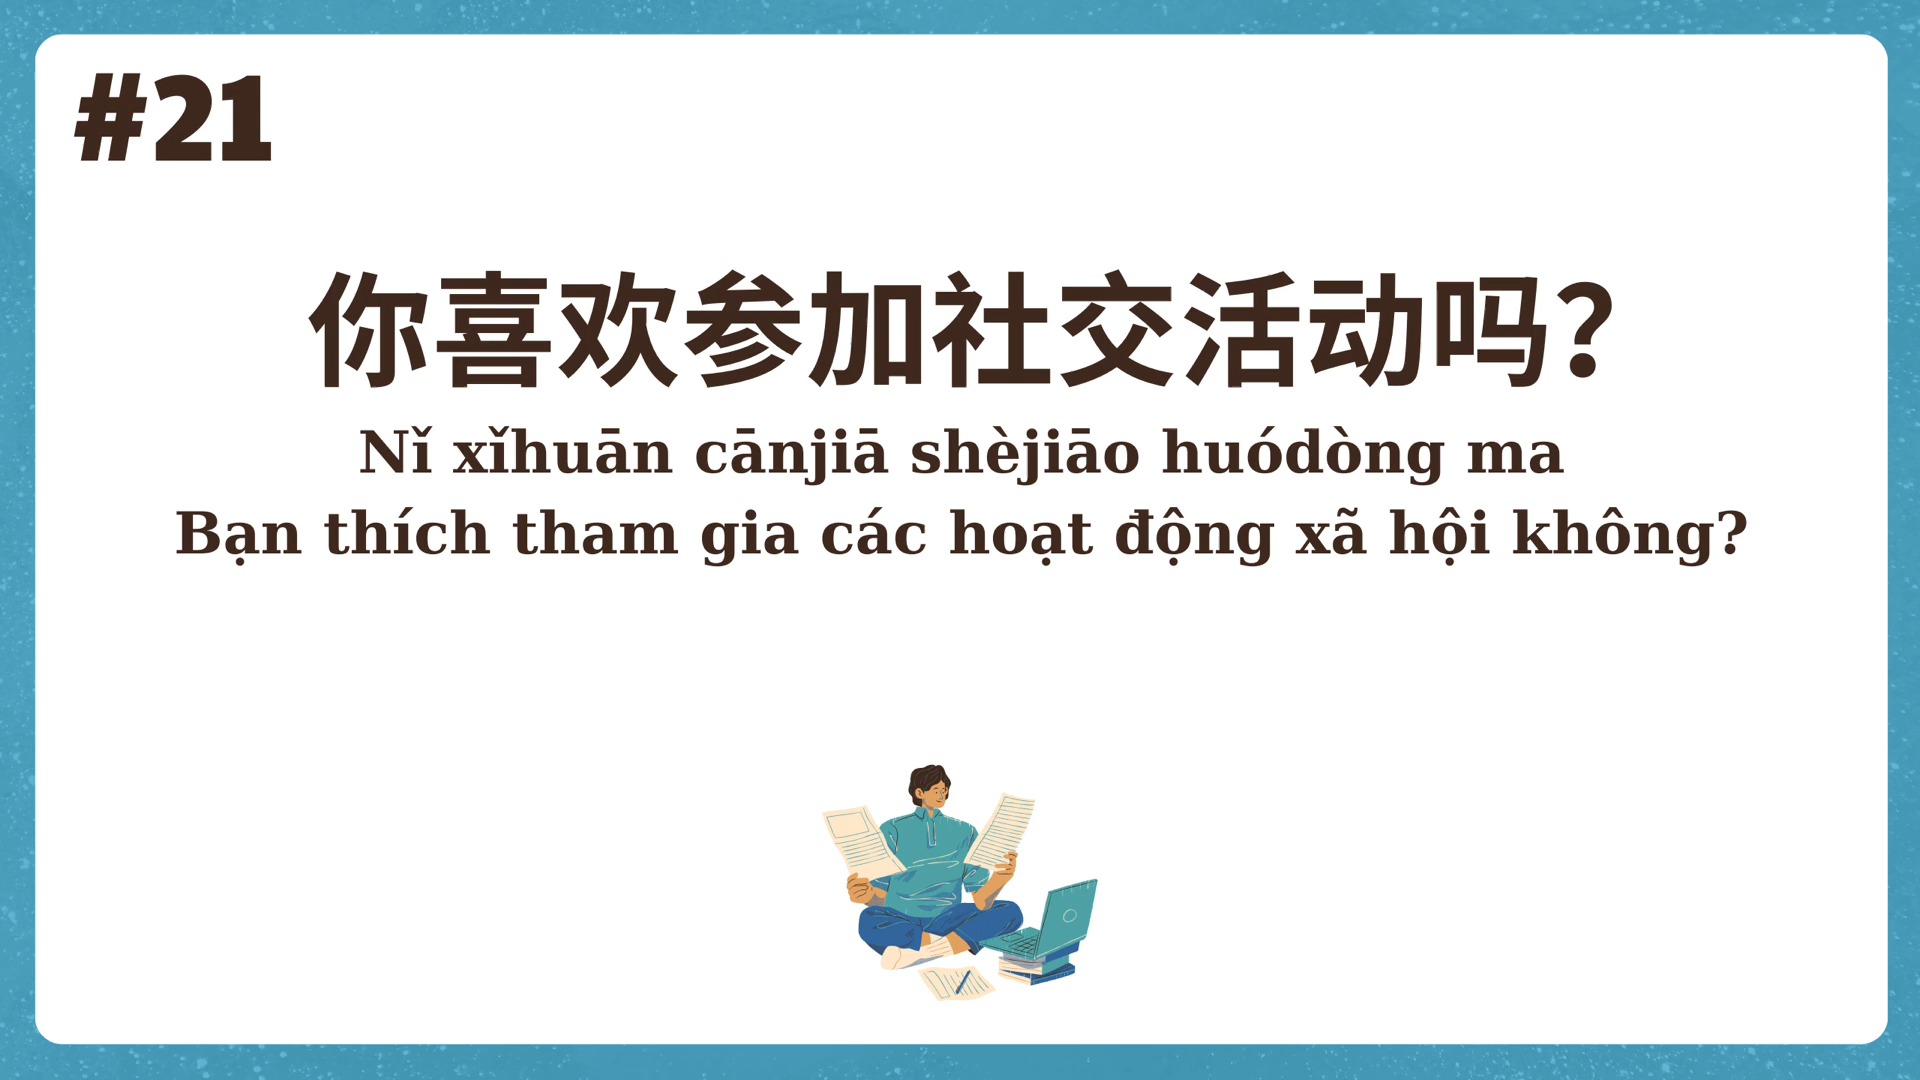 #21
你喜欢参加社交活动吗？
Nǐ xǐhuān cānjiā shèjiāo huódòng ma
Bạn thích tham gia các hoạt động xã hội không?